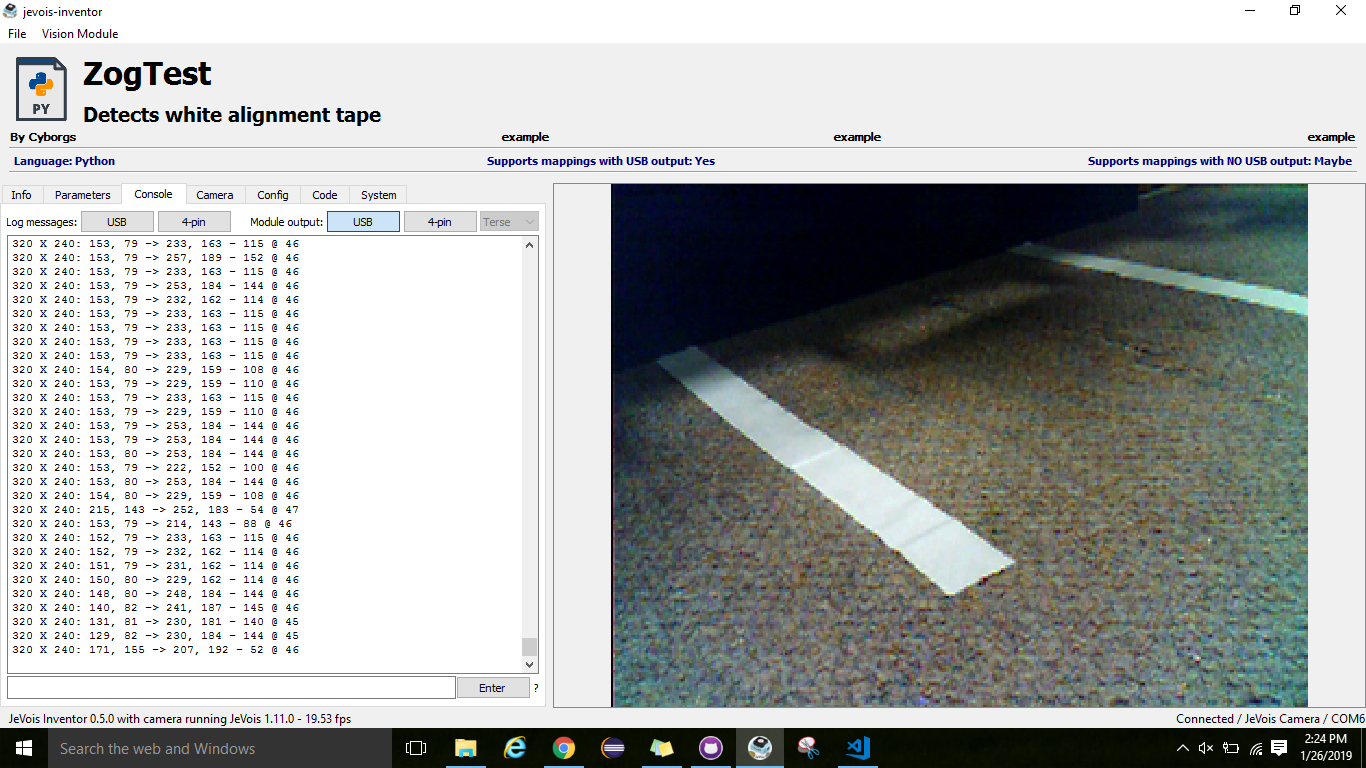 jevois-inventor
File Vision Module
PY
ZogTest
Detects white alignment tape
By Cyborgs example example example
Language: Python Supports mappings with USB output: Yes Supports mappings with NO USB output: Maybe
Info Parameters Console Camera Config Code System
Log messages: USB 4-pin Module output: USB 4-pin Terse
320 X 240: 153, 79 -> 233, 163 - 115 @ 46
320 X 240: 153, 79 -> 257, 189 - 152 @ 46
320 X 240: 153, 79 -> 233, 163 - 115 @ 46
320 X 240: 153, 79 -> 253, 184 - 144 @ 46
320 X 240: 153, 79 -> 232, 162 - 114 @ 46
320 X 240: 153, 79 -> 233, 163 - 115 @ 46
320 X 240: 153, 79 -> 233, 163 - 115 @ 46
320 X 240: 153, 79 -> 233, 163 - 115 @ 46
320 X 240: 153, 79 -> 233, 163 - 115 @ 46
320 X 240: 154, 80 -> 229, 159 - 108 @ 46
320 X 240: 153, 79 -> 229, 159 - 110 @ 46
320 X 240: 153, 79 -> 233, 163 - 115 @ 46
320 X 240: 153, 79 -> 229, 159 - 110 @ 46
320 X 240: 153, 79 -> 253, 184 - 144 @ 46
320 X 240: 153, 79 -> 253, 184 - 144 @ 46
320 X 240: 153, 80 -> 253, 184 - 144 @ 46
320 X 240: 153, 79 -> 222, 152 - 100 @ 46
320 X 240: 153, 80 -> 253, 184 - 144 @ 46
320 X 240: 154, 80 -> 229, 159 - 108 @ 46
320 X 240: 215, 143 -> 252, 183 - 54 @ 47
320 X 240: 153, 79 -> 214, 143 - 88 @ 46
320 X 240: 152, 79 -> 233, 163 - 115 @ 46
320 X 240: 152, 79 -> 232, 162 - 114 @ 46
320 X 240: 151, 79 -> 231, 162 - 114 @ 46
320 X 240: 150, 80 -> 229, 162 - 114 @ 46
320 X 240: 148, 80 -> 248, 184 - 144 @ 46
320 X 240: 140, 82 -> 241, 187 - 145 @ 46
320 X 240: 131, 81 -> 230, 181 - 140 @ 45
320 X 240: 129, 82 -> 230, 184 - 144 @ 45
320 X 240: 171, 155 -> 207, 192 - 52 @ 46
Enter ?
JeVois Inventor 0.5.0 with camera running JeVois 1.11.0 - 19.53 fps Connected / JeVois Camera / COM6
Search the web and Windows
2:24 PM
1/26/2019